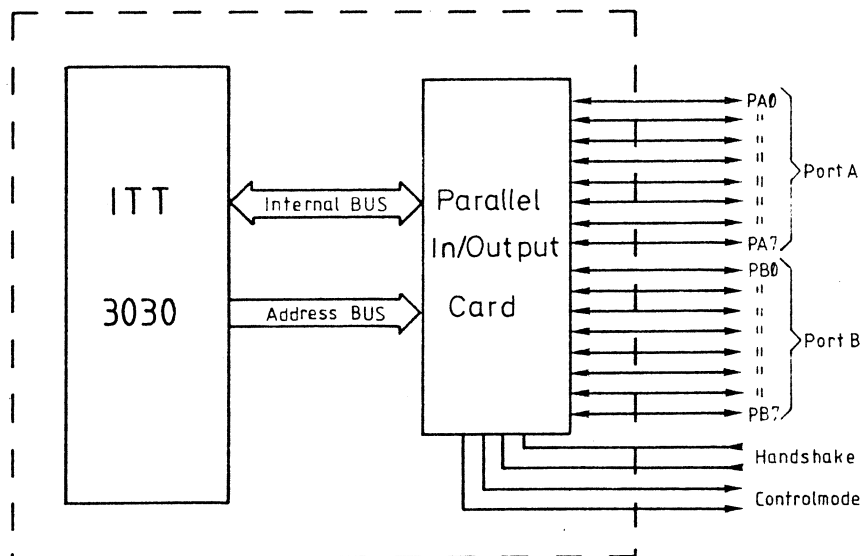 ITT
3030
Internal BUS
Address BUS
Parallel
In/Output
Card
PA0
"
"
"
PA7
Port A
PB0
"
"
"
PB7
Port B
Handshake
Controlmode